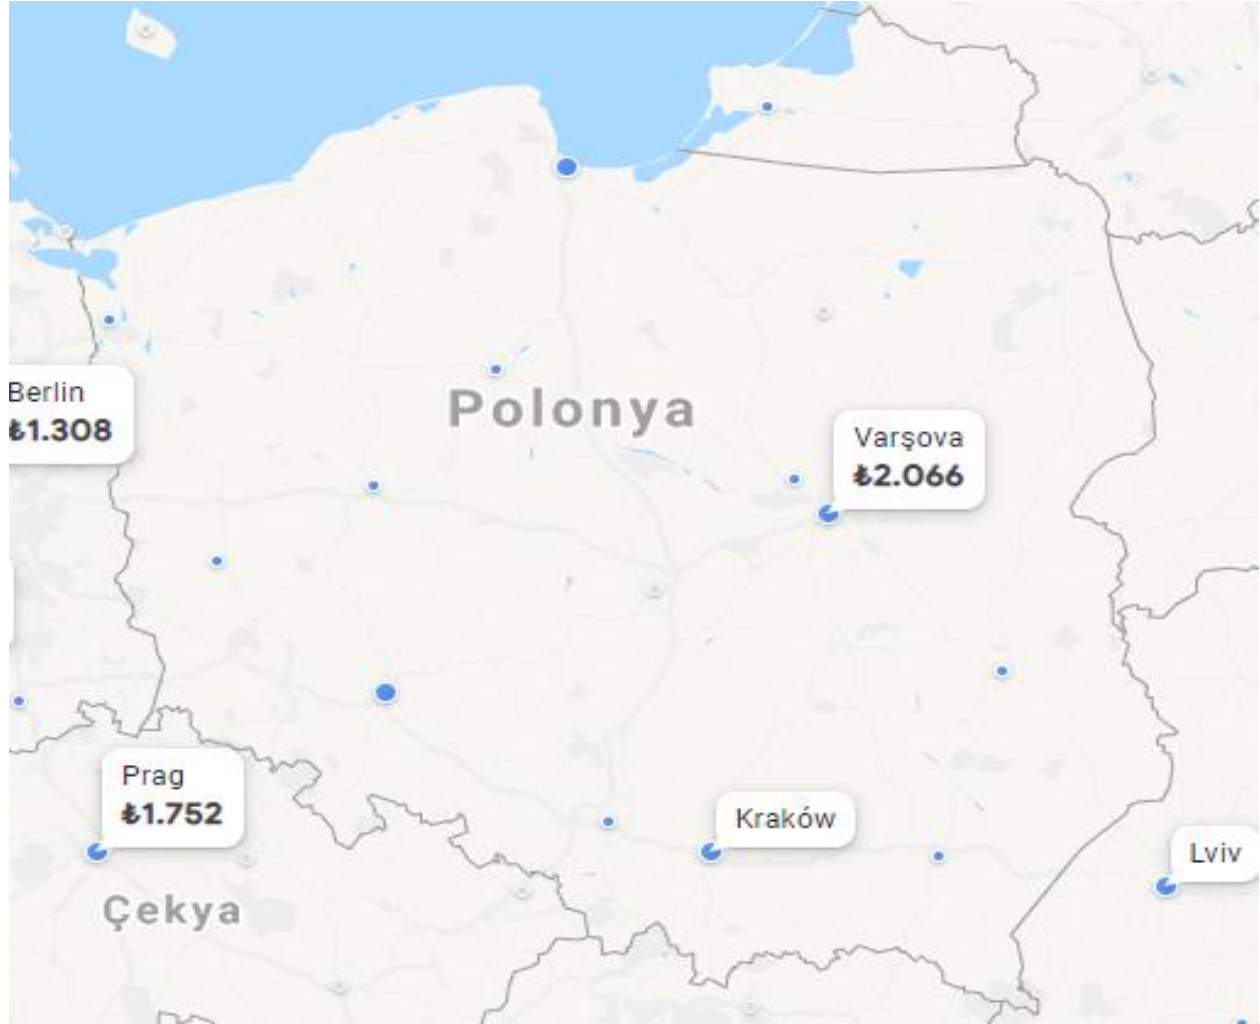 Berlin
₺1.308
Polonya
Varşova
₺2.066
Prag
₺1.752
Kraków
Lviv
Çekya